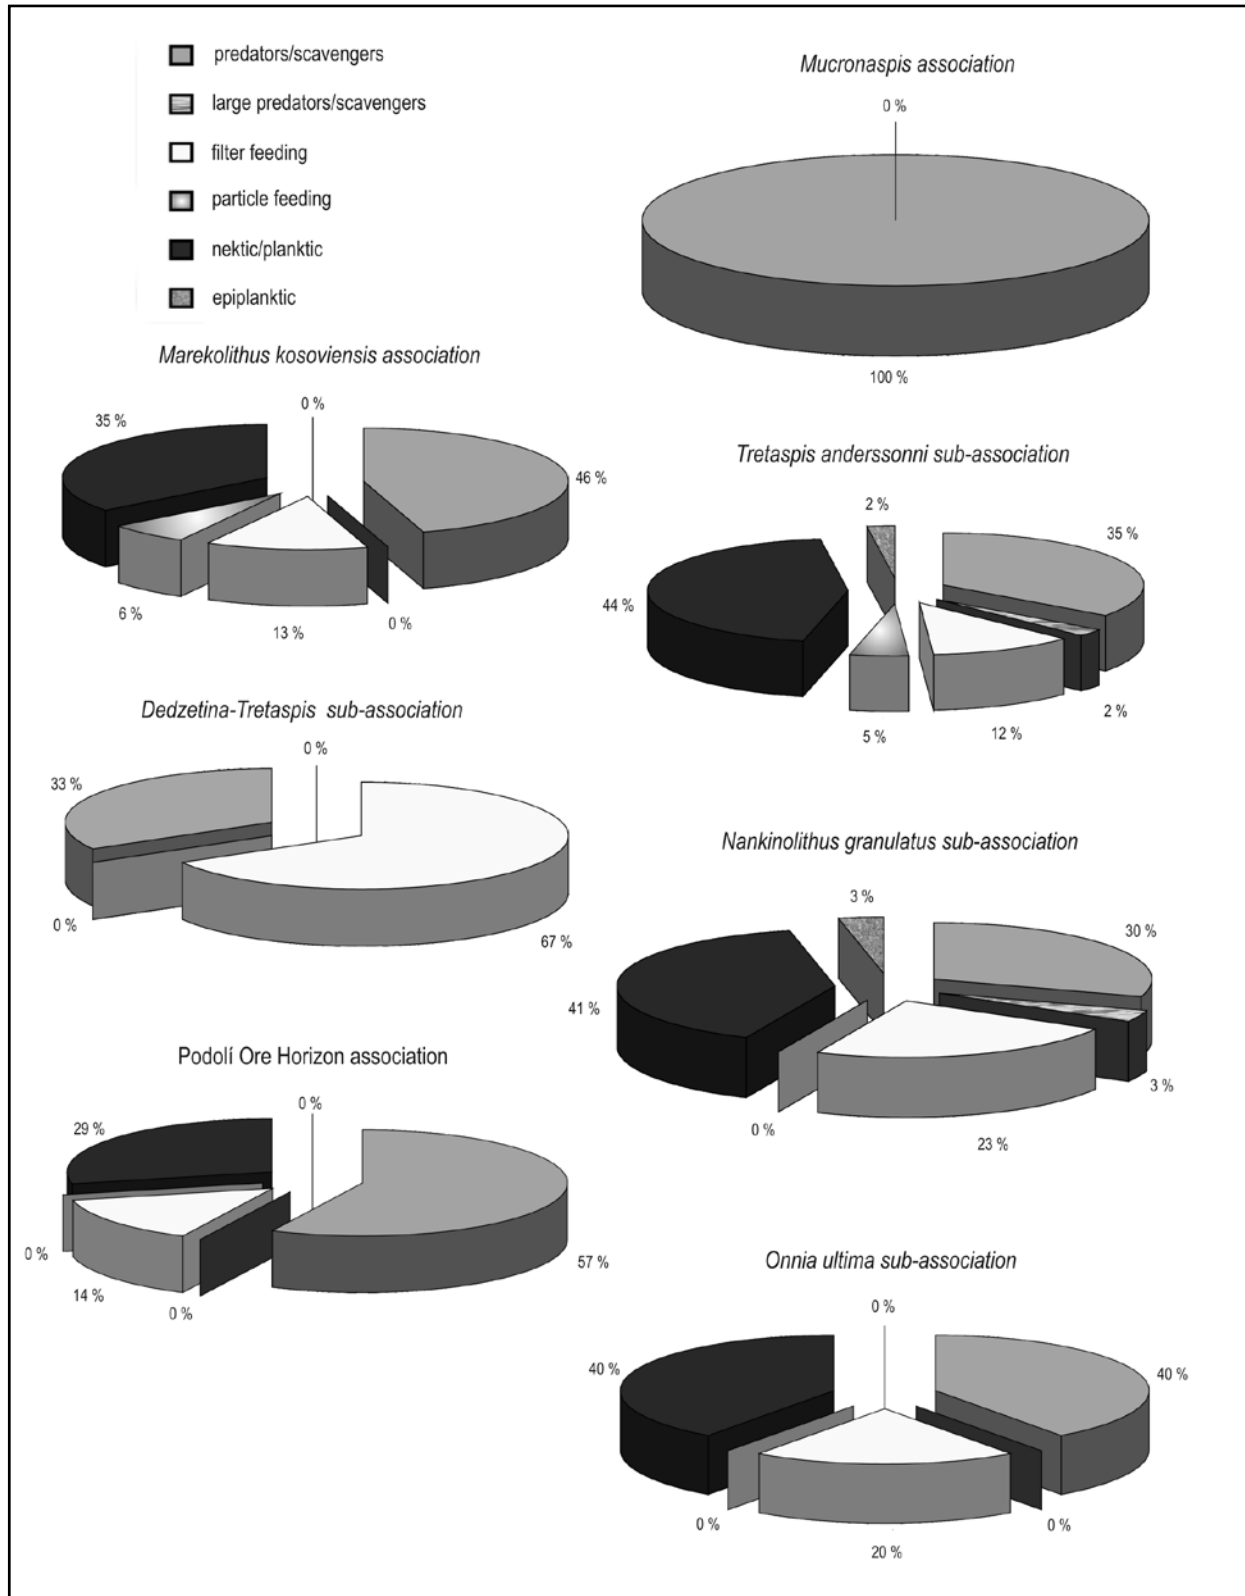 predators/scavengers
large predators/scavengers
filter feeding
particle feeding
nektic/planktic
epiplanktic
Mucronaspis association
0 %
100 %
Marekolithus kosoviensis association
0 %
35 %
46 %
6 %
13 %
0 %
Tretaspis anderssonni sub-association
2 %
35 %
44 %
2 %
5 %
12 %
Dedzetina-Tretaspis sub-association
0 %
33 %
0 %
67 %
Nankinolithus granulatus sub-association
3 %
30 %
41 %
3 %
0 %
23 %
Podolí Ore Horizon association
0 %
29 %
57 %
0 %
14 %
0 %
Onnia ultima sub-association
0 %
40 %
40 %
0 %
0 %
20 %